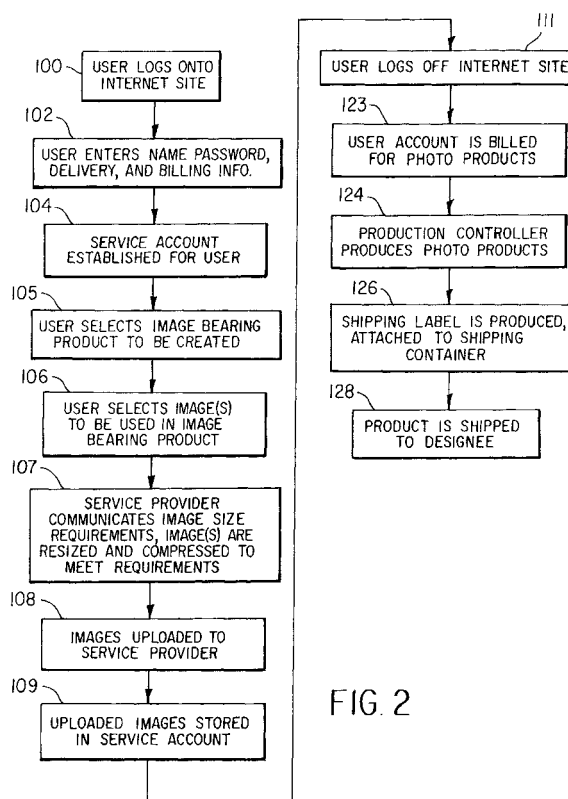 100
USER LOGS ONTO
INTERNET SITE
102
USER ENTERS NAME PASSWORD,
DELIVERY, AND BILLING INFO.
104
SERVICE ACCOUNT
ESTABLISHED FOR USER
105
USER SELECTS IMAGE BEARING
PRODUCT TO BE CREATED
106
USER SELECTS IMAGE(S)
TO BE USED IN IMAGE
BEARING PRODUCT
107
SERVICE PROVIDER
COMMUNICATES IMAGE SIZE
REQUIREMENTS, IMAGE(S) ARE
RESIZED AND COMPRESSED TO
MEET REQUIREMENTS
108
IMAGES UPLOADED TO
SERVICE PROVIDER
109
UPLOADED IMAGES STORED
IN SERVICE ACCOUNT
111
USER LOGS OFF INTERNET SITE
123
USER ACCOUNT IS BILLED
FOR PHOTO PRODUCTS
124
PRODUCTION CONTROLLER
PRODUCES PHOTO PRODUCTS
126
SHIPPING LABEL IS PRODUCED,
ATTACHED TO SHIPPING
CONTAINER
128
PRODUCT IS SHIPPED
TO DESIGNEE
FIG. 2